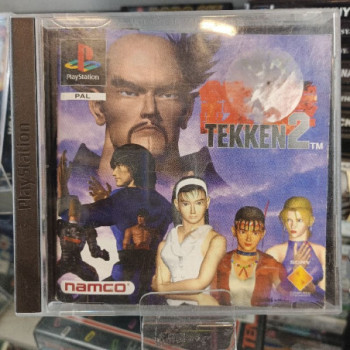 PlayStation
PAL
TEKKEN 2 TM
PlayStation
namco